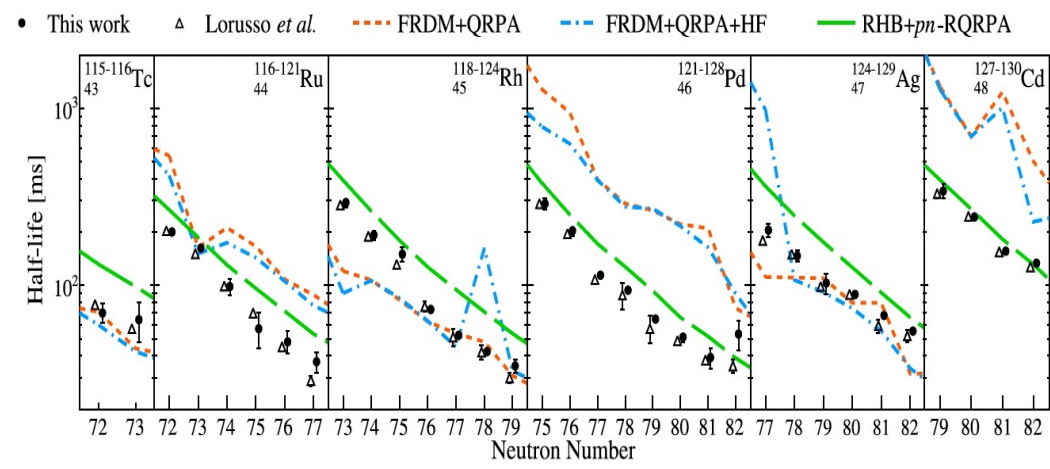 This work Lorusso et al. FRDM+QRPA FRDM+QRPA+HF RHB+pn-RQRPA
115-116 43 Tc 116-121 44 Ru 118-124 45 Rh 121-128 46 Pd 124-129 47 Ag 127-130 48 Cd
10³
10²
Half-life [ms]
72 73 72 73 74 75 76 77 73 74 75 76 77 78 79 75 76 77 78 79 80 81 82 77 78 79 80 81 82 79 80 81 82
Neutron Number